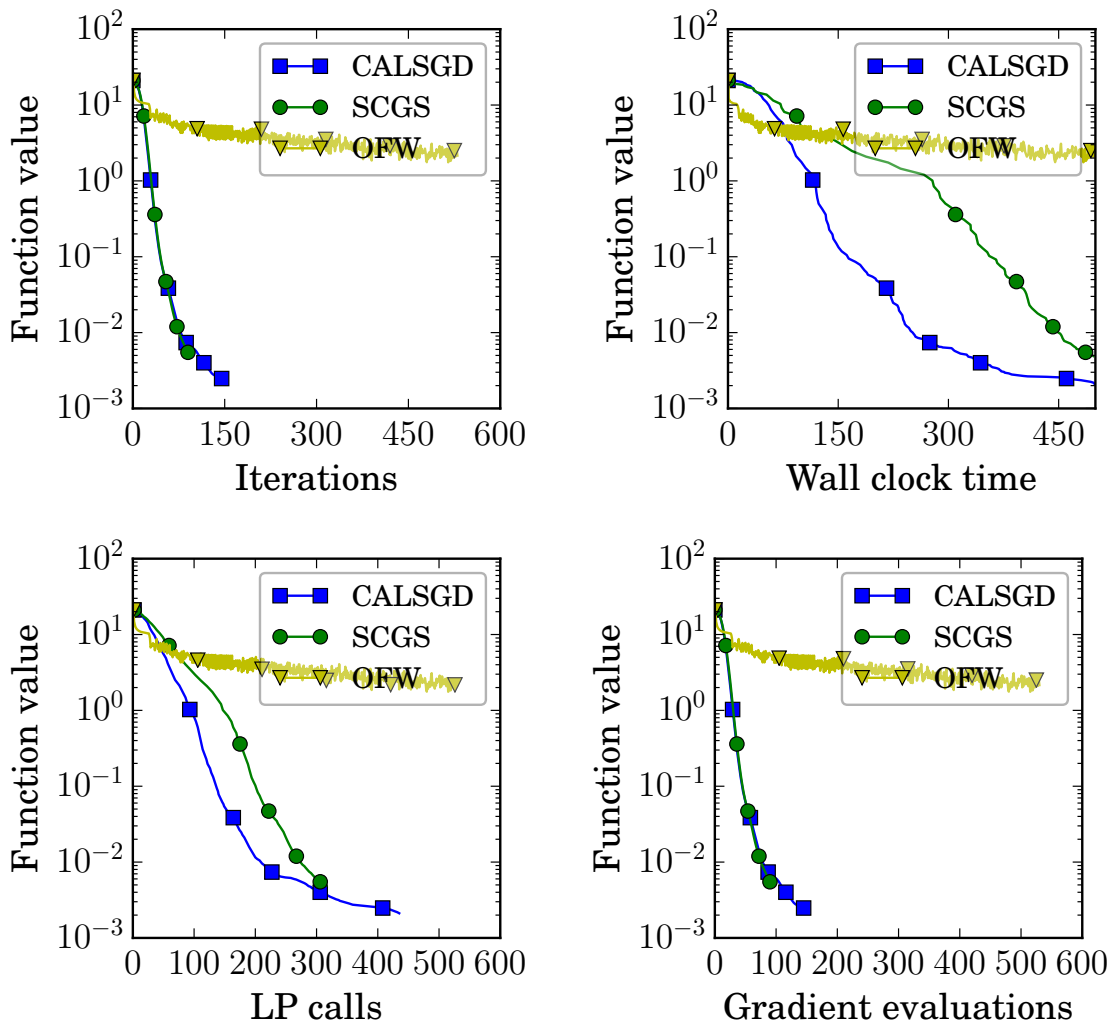 10^2
10^1
10^0
10^-1
10^-2
10^-3
Function value
0 150 300 450 600
Iterations
CALSGD
SCGS
OFW
10^2
10^1
10^0
10^-1
10^-2
10^-3
Function value
0 150 300 450
Wall clock time
CALSGD
SCGS
OFW
10^2
10^1
10^0
10^-1
10^-2
10^-3
Function value
0 100 200 300 400 500 600
LP calls
CALSGD
SCGS
OFW
10^2
10^1
10^0
10^-1
10^-2
10^-3
Function value
0 100 200 300 400 500 600
Gradient evaluations
CALSGD
SCGS
OFW